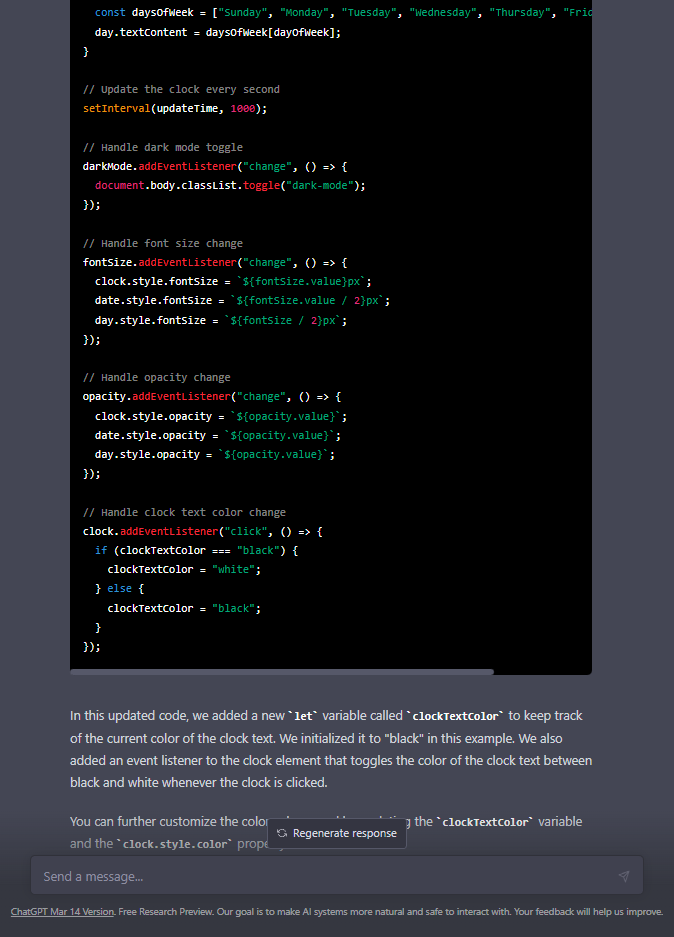 const daysOfWeek = ["Sunday", "Monday", "Tuesday", "Wednesday", "Thursday", "Frid
day.textContent = daysOfWeek[dayOfWeek];
}
// Update the clock every second
setInterval(updateTime, 1000);
// Handle dark mode toggle
darkMode.addEventListener("change", () => {
document.body.classList.toggle("dark-mode");
});
// Handle font size change
fontSize.addEventListener("change", () => {
clock.style.fontSize = `${fontSize.value}px`;
date.style.fontSize = `${fontSize.value / 2}px`;
day.style.fontSize = `${fontSize / 2}px`;
});
// Handle opacity change
opacity.addEventListener("change", () => {
clock.style.opacity = `${opacity.value}`;
date.style.opacity = `${opacity.value}`;
day.style.opacity = `${opacity.value}`;
});
// Handle clock text color change
clock.addEventListener("click", () => {
if (clockTextColor === "black") {
clockTextColor = "white";
} else {
clockTextColor = "black";
}
});
In this updated code, we added a new `let` variable called `clockTextColor` to keep track
of the current color of the clock text. We initialized it to "black" in this example. We also
added an event listener to the clock element that toggles the color of the clock text between
black and white whenever the clock is clicked.
You can further customize the color the `clockTextColor` variable
and the `clock.style.color`
Regenerate response
Send a message...
ChatGPT Mar 14 Version. Free Research Preview. Our goal is to make AI systems more natural and safe to interact with. Your feedback will help us improve.